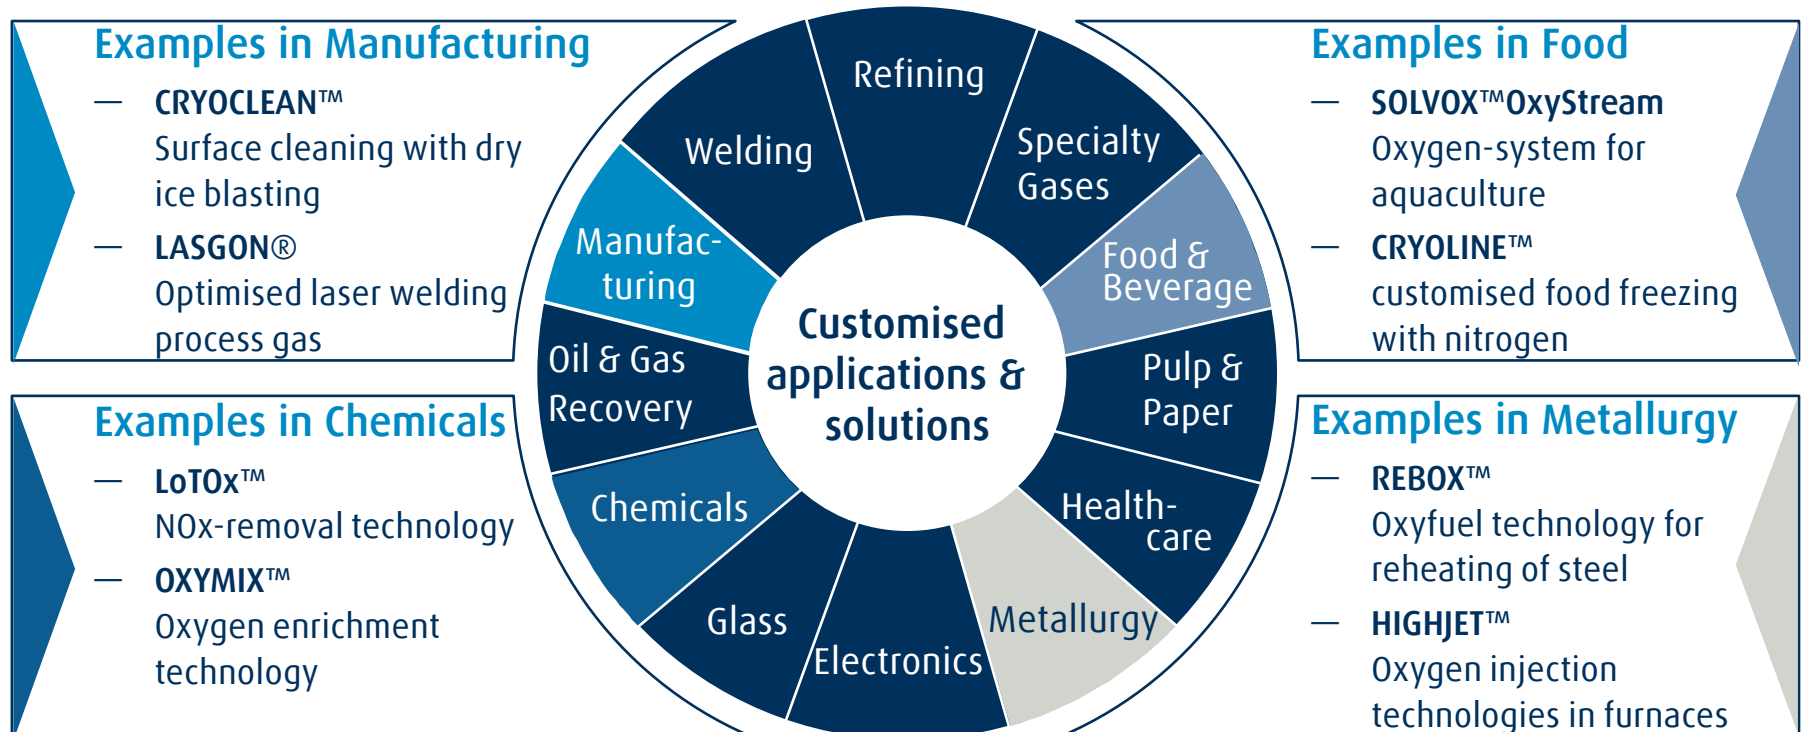 Examples in Manufacturing
— CRYOCLEAN™
Surface cleaning with dry
ice blasting
— LASGON®
Optimised laser welding
process gas
Examples in Chemicals
— LoTOx™
NOx-removal technology
— OXYMIX™
Oxygen enrichment
technology
Refining
Specialty
Gases
Food &
Beverage
Pulp &
Paper
Health-
care
Metallurgy
Electronics
Glass
Chemicals
Oil & Gas
Recovery
Manufac-
turing
Welding
Customised
applications &
solutions
Examples in Food
— SOLVOX™OxyStream
Oxygen-system for
aquaculture
— CRYOLINE™
customised food freezing
with nitrogen
Examples in Metallurgy
— REBOX™
Oxyfuel technology for
reheating of steel
— HIGHJET™
Oxygen injection
technologies in furnaces